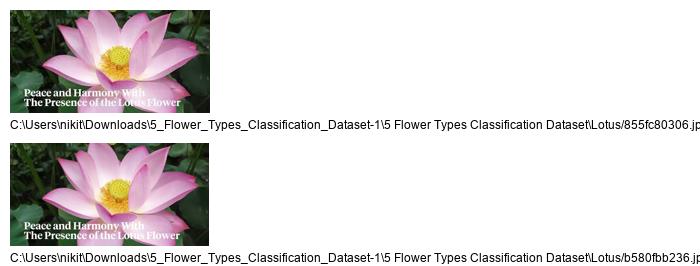 Peace and Harmony With
The Presence of the Lotus Flower
C:\Users\nikit\Downloads\5_Flower_Types_Classification_Dataset-1\5 Flower Types Classification Dataset\Lotus/855fc80306.jp
Peace and Harmony With
The Presence of the Lotus Flower
C:\Users\nikit\Downloads\5_Flower_Types_Classification_Dataset-1\5 Flower Types Classification Dataset\Lotus/b580fbb236.jp